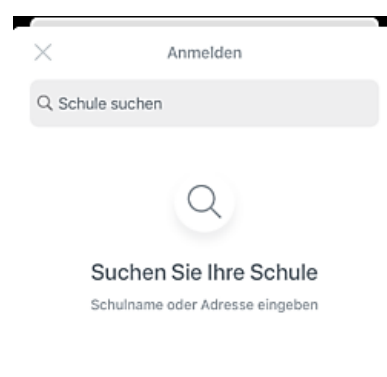 Anmelden
Schule suchen
Suchen Sie Ihre Schule
Schulname oder Adresse eingeben